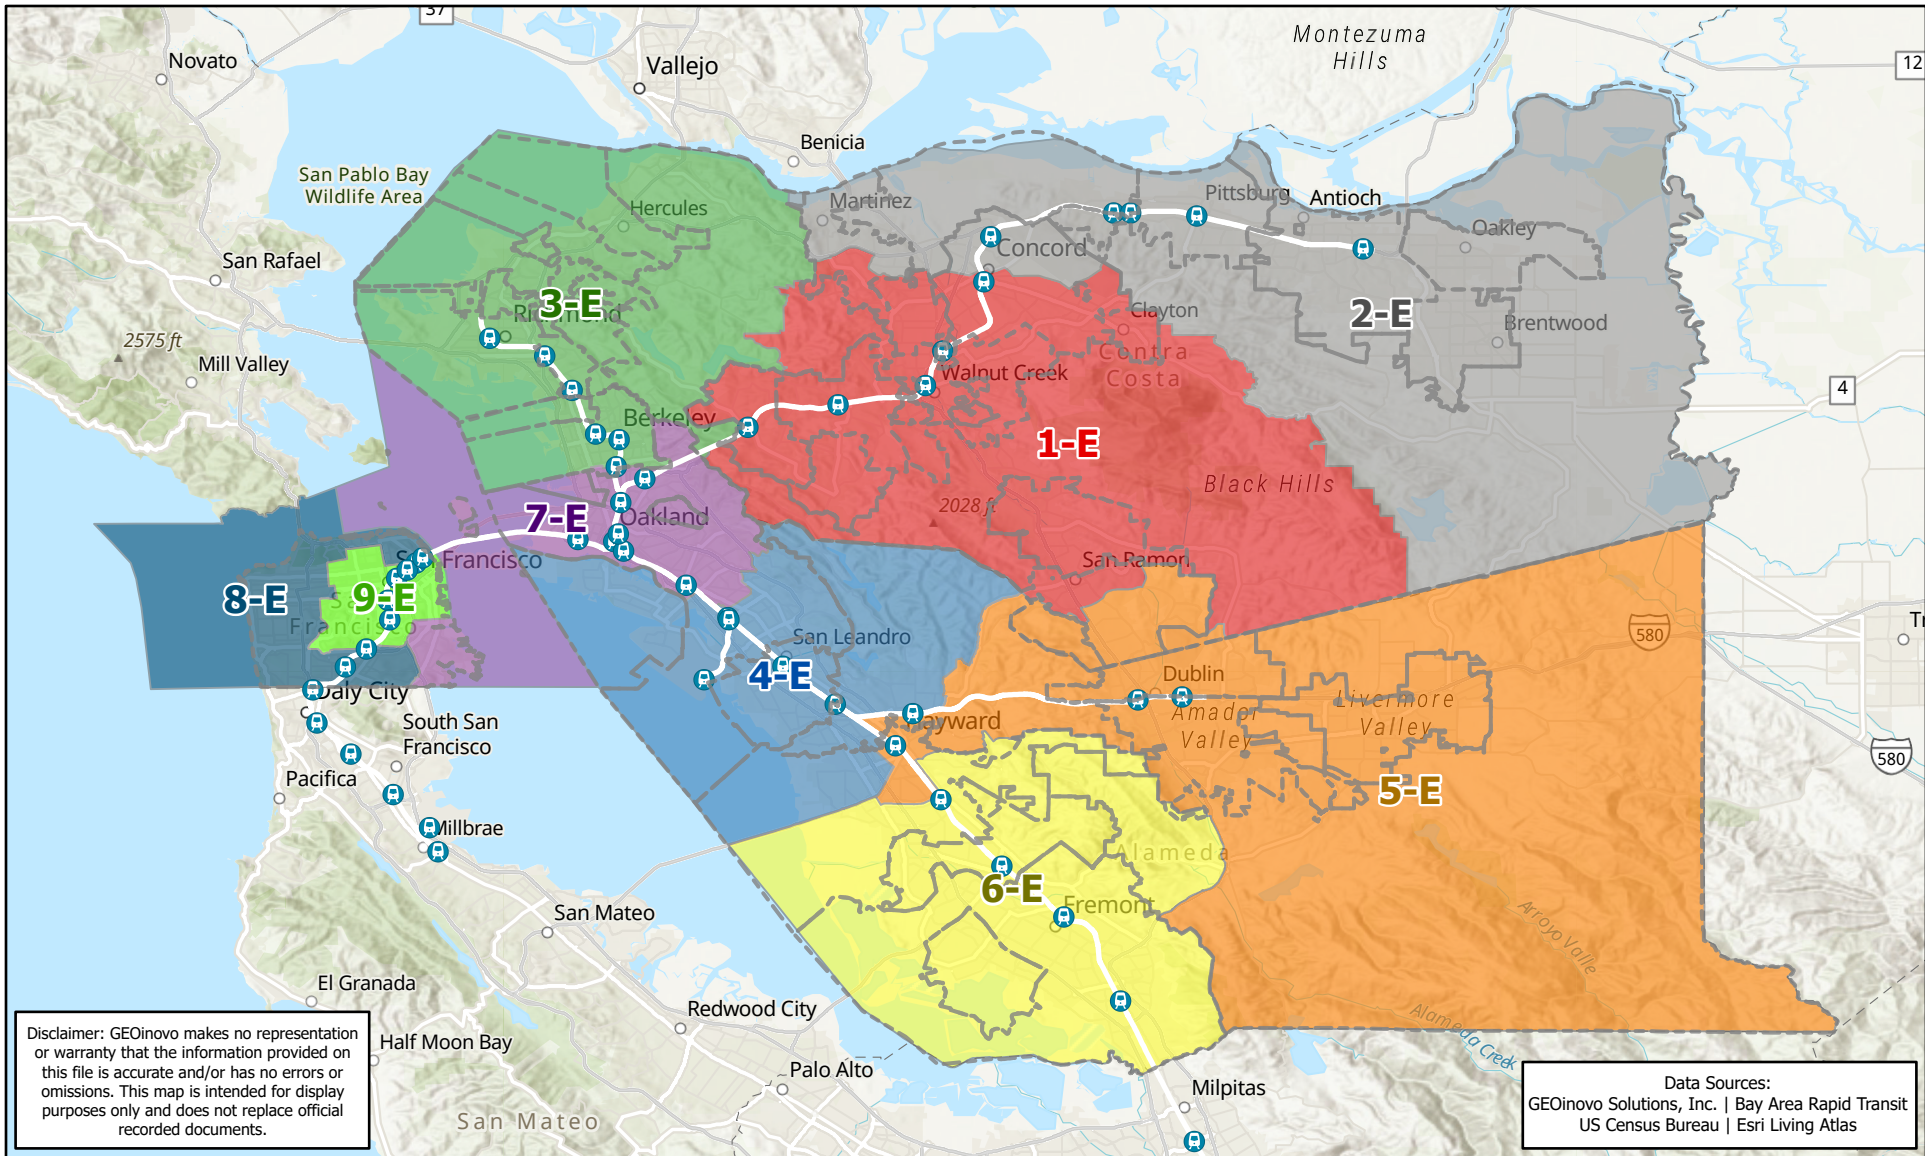 37
Novato
Vallejo
Montezuma
Hills
12
Benicia
San Pablo Bay
Wildlife Area
Hercules
Martinez
Pittsburg
Antioch
Oakley
San Rafael
Concord
3-E
Richmond
Clayton
2-E
Brentwood
2575 ft
Mill Valley
Contra
Costa
Walnut Creek
4
Berkeley
1-E
Black Hills
2028 ft
7-E
Oakland
San Francisco
San Ramon
8-E
9-E
San
Francisco
San Leandro
580
4-E
Dublin
Daly City
Amador
Valley
Livermore
Valley
Hayward
South San
Francisco
580
Pacifica
5-E
Millbrae
Alameda
6-E
Fremont
San Mateo
Arroyo Valle
El Granada
Redwood City
Alameda Creek
Half Moon Bay
Palo Alto
Milpitas
San Mateo
Disclaimer: GEOinovo makes no representation
or warranty that the information provided on
this file is accurate and/or has no errors or
omissions. This map is intended for display
purposes only and does not replace official
recorded documents.
Data Sources:
GEOinovo Solutions, Inc. | Bay Area Rapid Transit
US Census Bureau | Esri Living Atlas